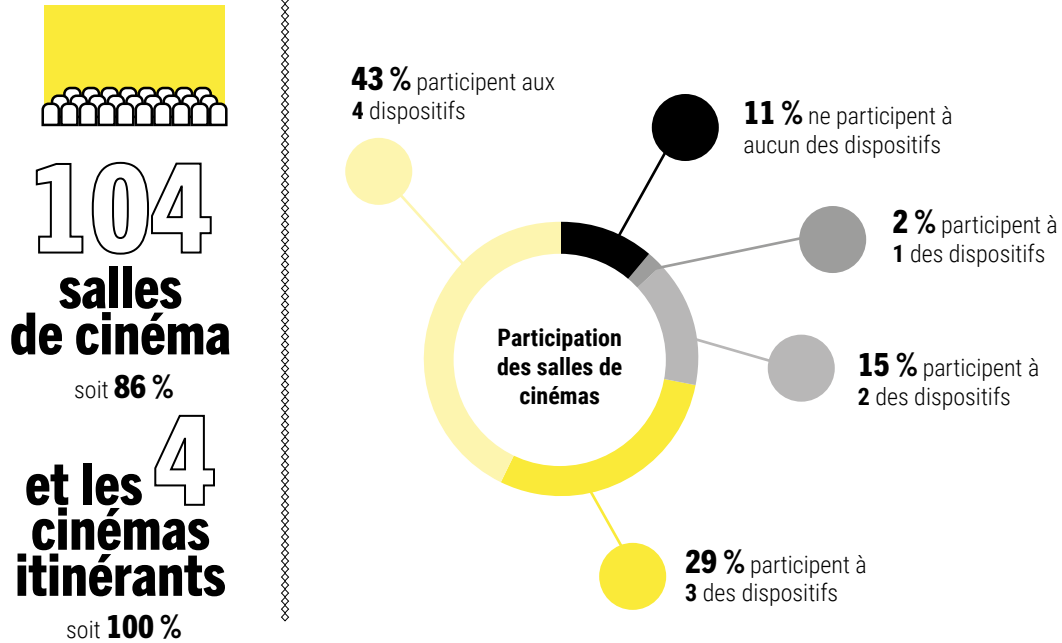 104
salles
de cinéma
soit 86 %
et les 4
cinémas
itinérants
soit 100 %
43 % participent aux
4 dispositifs
11 % ne participent à
aucun des dispositifs
2 % participent à
1 des dispositifs
Participation
des salles de
cinémas
15 % participent à
2 des dispositifs
29 % participent à
3 des dispositifs